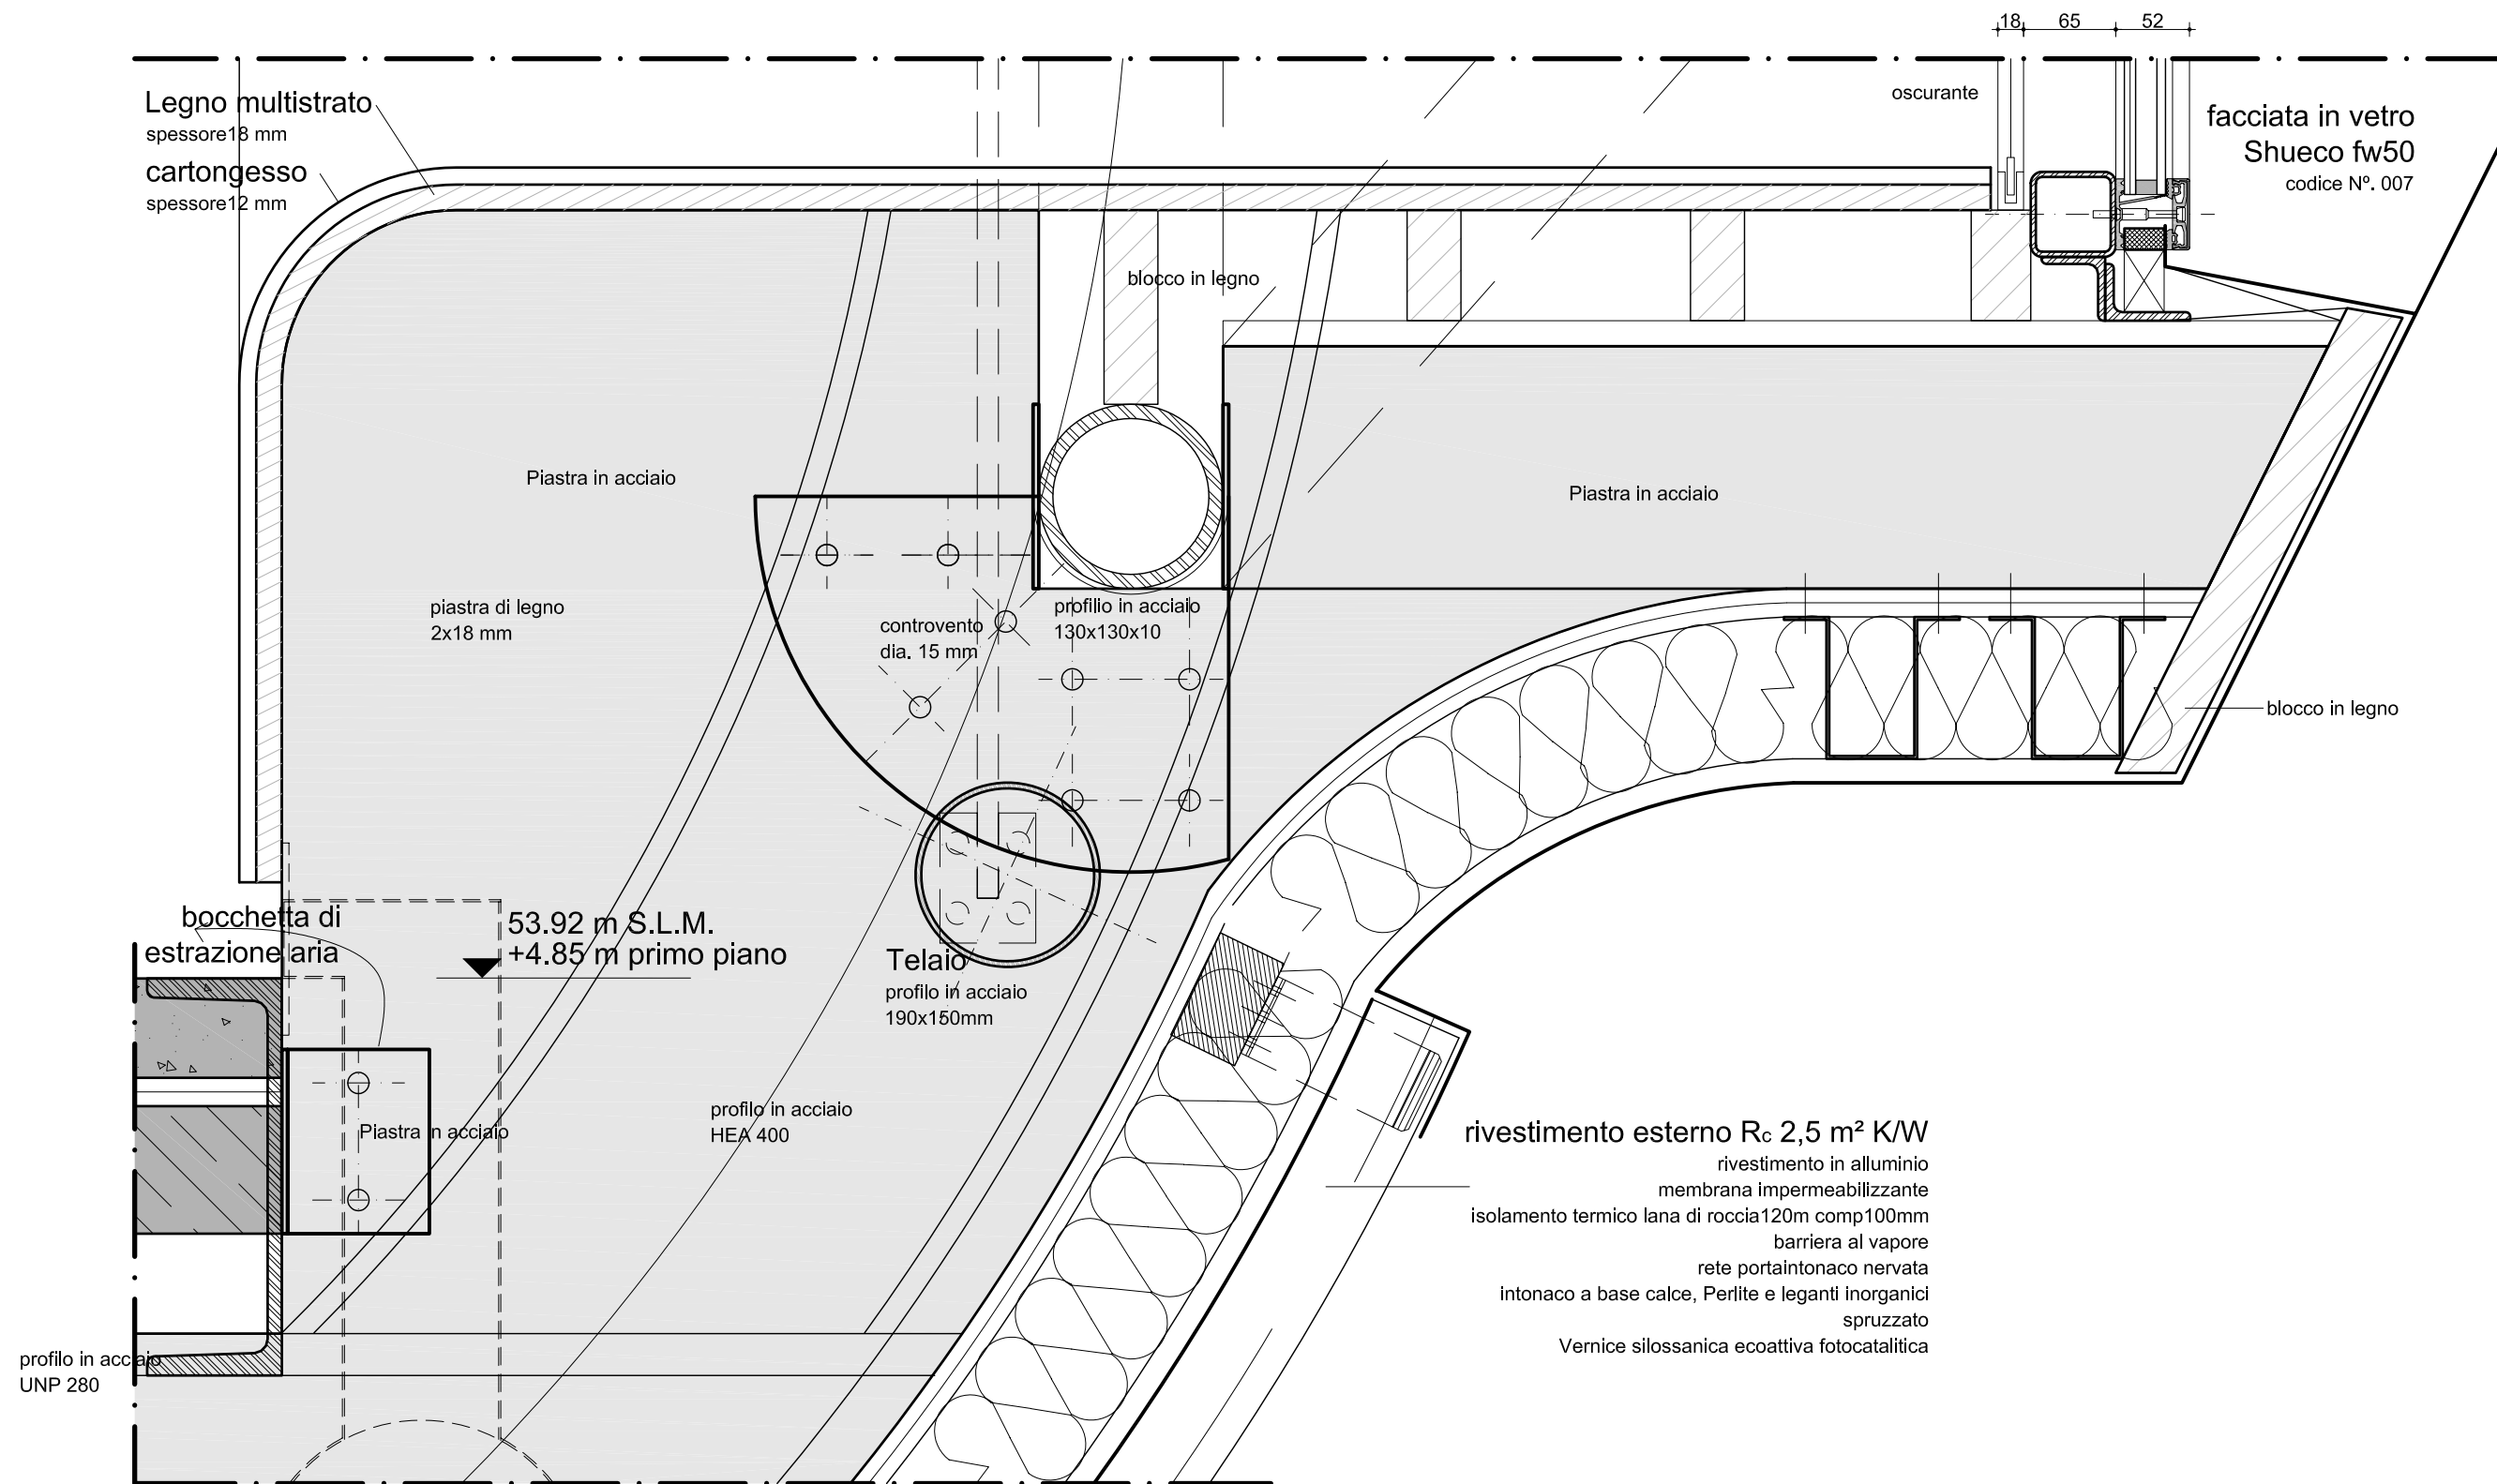 18 65 52
Legno multistrato
spessore18 mm
cartongesso
spessore12 mm
oscurante
facciata in vetro
Shueco fw50
codice Nº. 007
blocco in legno
Piastra in acciaio
Piastra in acciaio
piastra di legno
2x18 mm
controvento
dia. 15 mm
profilio in acciaio
130x130x10
blocco in legno
bocchetta di
estrazione aria
53.92 m S.L.M.
+4.85 m primo piano
Telaio
profilo in acciaio
190x150mm
Piastra in acciaio
profilo in acciaio
HEA 400
rivestimento esterno Rc 2,5 m² K/W
rivestimento in alluminio
membrana impermeabilizzante
isolamento termico lana di roccia120m comp100mm
barriera al vapore
rete portaintonaco nervata
intonaco a base calce, Perlite e leganti inorganici
spruzzato
Vernice silossanica ecoattiva fotocatalitica
profilo in acciaio
UNP 280